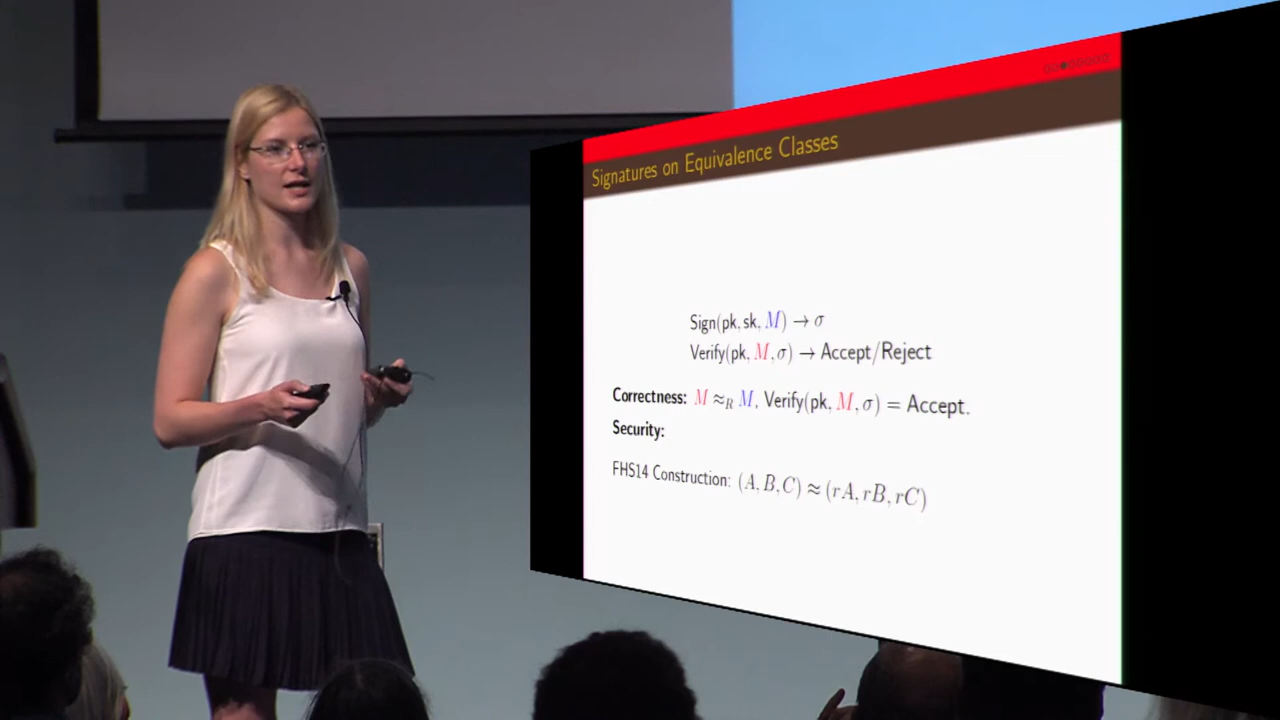 Signatures on Equivalence Classes
Sign(pk, sk, M) → σ
Verify(pk, M, σ) → Accept/Reject
Correctness: M ≈R M, Verify(pk, M, σ) = Accept.
Security:
FHS14 Construction: (A, B, C) ≈ (rA, rB, rC)